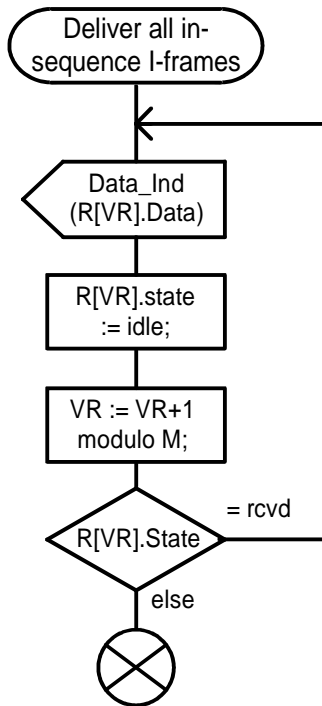 Deliver all in-
sequence I-frames
Data_Ind
(R[VR].Data)
R[VR].state
:= idle;
VR := VR+1
modulo M;
= rcvd
R[VR].State
else